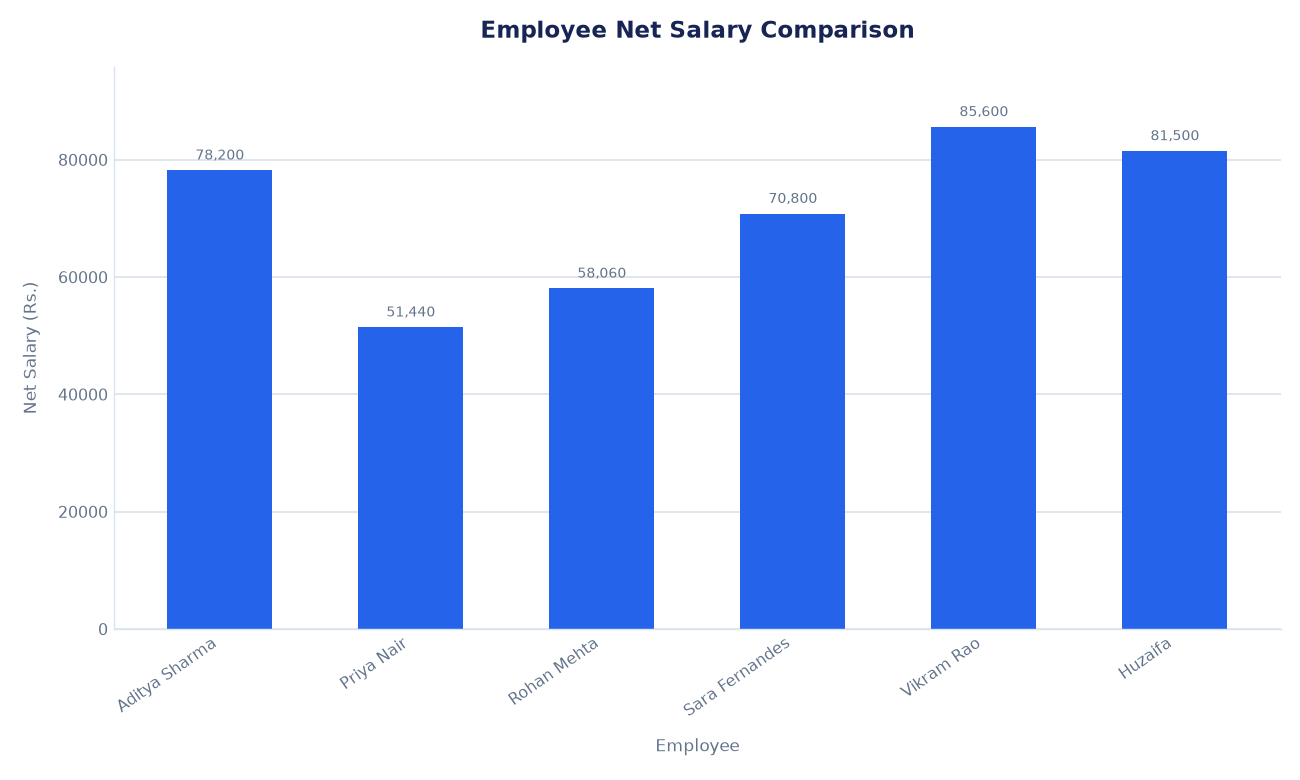 Employee Net Salary Comparison
Net Salary (Rs.)
80000
60000
40000
20000
0
78,200
51,440
58,060
70,800
85,600
81,500
Aditya Sharma
Priya Nair
Rohan Mehta
Sara Fernandes
Vikram Rao
Huzaifa
Employee